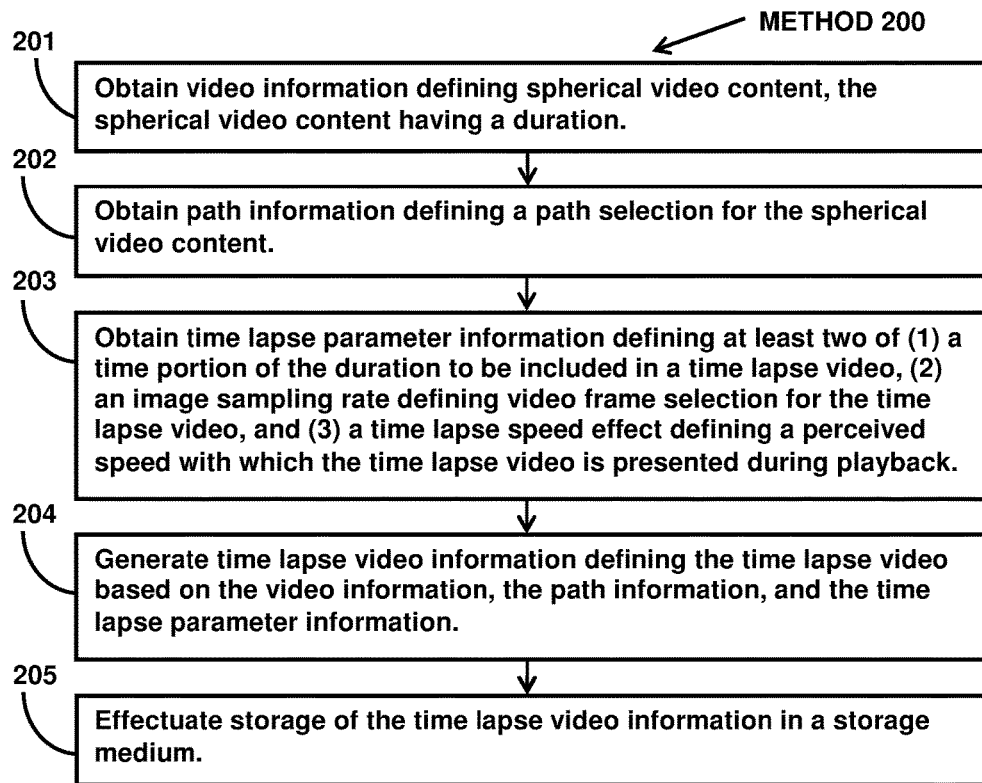 METHOD 200
201
Obtain video information defining spherical video content, the
spherical video content having a duration.
202
Obtain path information defining a path selection for the spherical
video content.
203
Obtain time lapse parameter information defining at least two of (1) a
time portion of the duration to be included in a time lapse video, (2)
an image sampling rate defining video frame selection for the time
lapse video, and (3) a time lapse speed effect defining a perceived
speed with which the time lapse video is presented during playback.
204
Generate time lapse video information defining the time lapse video
based on the video information, the path information, and the time
lapse parameter information.
205
Effectuate storage of the time lapse video information in a storage
medium.